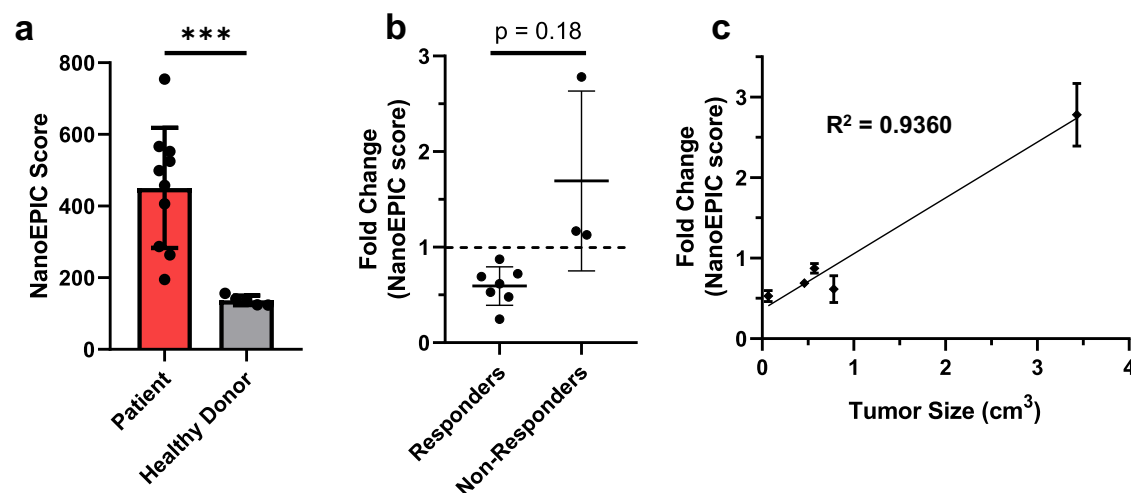 a
***
NanoEPIC Score
800
600
400
200
0
Patient
Healthy Donor
b
p = 0.18
Fold Change
(NanoEPIC score)
3
2
1
0
Responders
Non-Responders
c
R² = 0.9360
Fold Change
(NanoEPIC score)
3
2
1
0
0 1 2 3 4
Tumor Size (cm³)